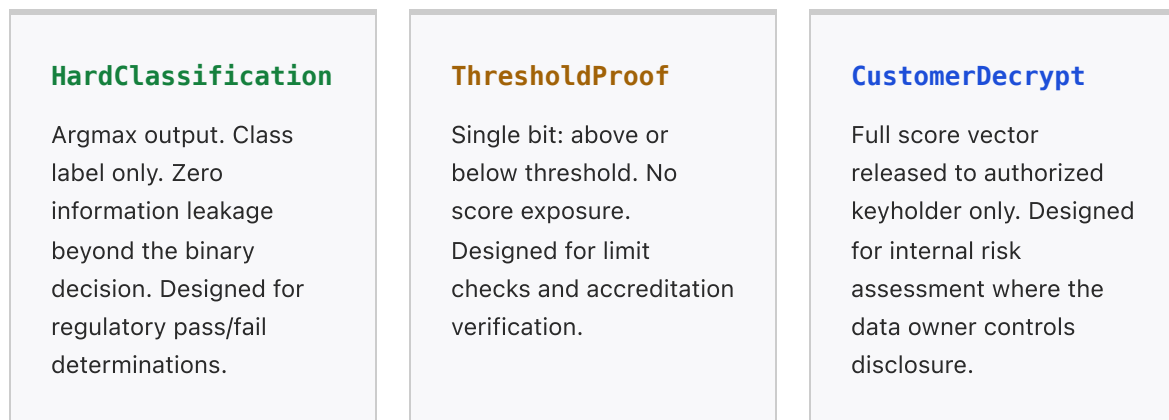 HardClassification
Argmax output. Class
label only. Zero
information leakage
beyond the binary
decision. Designed for
regulatory pass/fail
determinations.
ThresholdProof
Single bit: above or
below threshold. No
score exposure.
Designed for limit
checks and accreditation
verification.
CustomerDecrypt
Full score vector
released to authorized
keyholder only. Designed
for internal risk
assessment where the
data owner controls
disclosure.